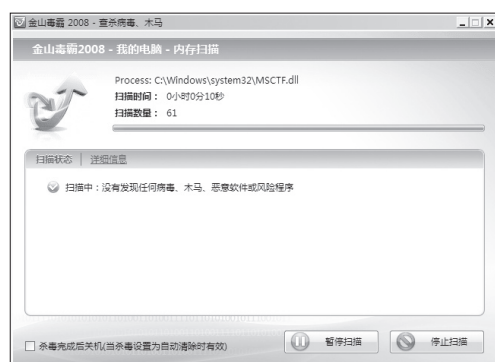 金山毒霸 2008 - 查杀病毒、木马
金山毒霸2008 - 我的电脑 - 内存扫描
Process: C:\Windows\system32\MSCTF.dll
扫描时间： 0小时0分10秒
扫描数量： 61
扫描状态 | 详细信息
扫描中：没有发现任何病毒、木马、恶意软件或风险程序
杀毒完成后关机(当杀毒设置为自动清除时有效)
暂停扫描
停止扫描